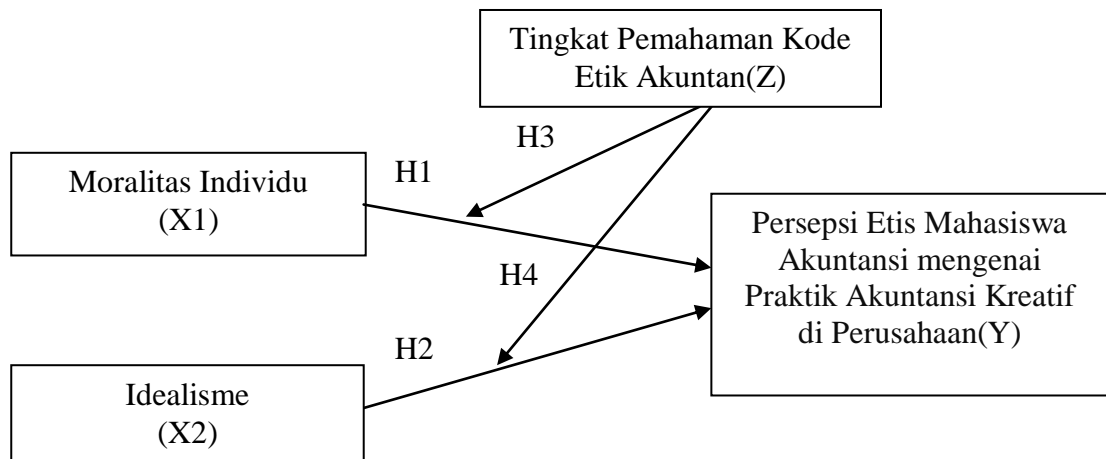 Tingkat Pemahaman Kode
Etik Akuntan(Z)
H3
H1
Moralitas Individu
(X1)
Persepsi Etis Mahasiswa
Akuntansi mengenai
Praktik Akuntansi Kreatif
di Perusahaan(Y)
H4
H2
Idealisme
(X2)